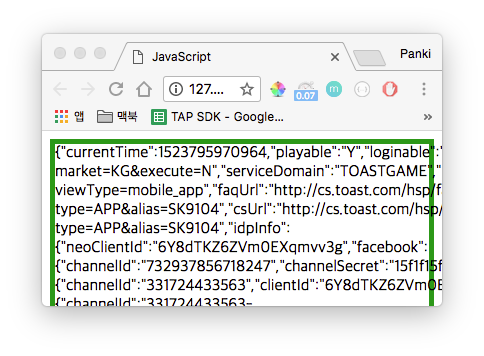 JavaScript
Panki
127....
0.07
앱
맥북
TAP SDK - Google...
{"currentTime":1523795970964,"playable":"Y","loginable":"
market=KG&execute=N","serviceDomain":"TOASTGAME","
viewType=mobile_app","faqUrl":"http://cs.toast.com/hsp/f
type=APP&alias=SK9104","csUrl":"http://cs.toast.com/hsp/
type=APP&alias=SK9104","idpInfo":
{"neoClientId":"6Y8dTKZ6ZVm0EXqmvv3g","facebook":
{"channelId":"732937856718247","channelSecret":"15f1f15f
{"channelId":"331724433563","clientId":"6Y8dTKZ6ZVm0E
{"channelId":"331724433563-